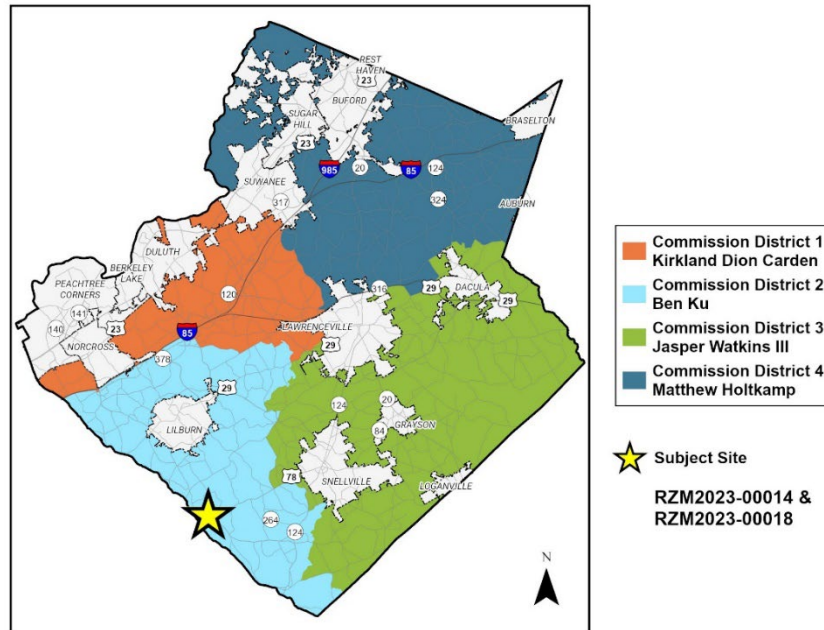 REST
HAVEN
23
BUFORD
SUGAR
HILL
23
BRASELTON
985
20
85
124
SUWANEE
317
324
AUBURN
DULUTH
BERKELEY
LAKE
PEACHTREE
CORNERS
141
140
23
NORCROSS
120
85
316
29
DACULA
29
LAWRENCEVILLE
29
378
29
LILBURN
124
20
84
GRAYSON
78
SNELLVILLE
LOGANVILLE
264
124
N
Commission District 1
Kirkland Dion Carden
Commission District 2
Ben Ku
Commission District 3
Jasper Watkins III
Commission District 4
Matthew Holtkamp
Subject Site
RZM2023-00014 &
RZM2023-00018